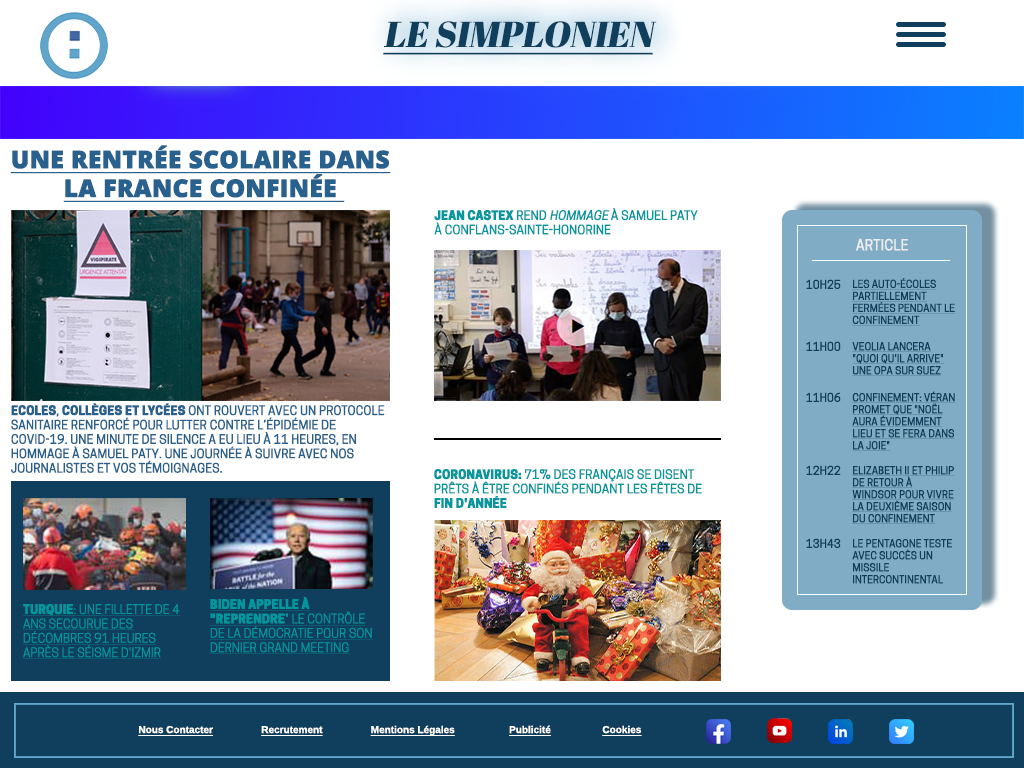 LE SIMPLONIEN
UNE RENTRÉE SCOLAIRE DANS
LA FRANCE CONFINÉE
VIGIPIRATE
URGENCE ATTENTAT
ECOLES, COLLÈGES ET LYCÉES ONT ROUVERT AVEC UN PROTOCOLE
SANITAIRE RENFORCÉ POUR LUTTER CONTRE L'ÉPIDÉMIE DE
COVID-19. UNE MINUTE DE SILENCE A EU LIEU À 11 HEURES, EN
HOMMAGE À SAMUEL PATY. UNE JOURNÉE À SUIVRE AVEC NOS
JOURNALISTES ET VOS TÉMOIGNAGES.
TURQUIE: UNE FILLETTE DE 4
ANS SECOURUE DES
DÉCOMBRES 91 HEURES
APRÈS LE SÉISME D'IZMIR
BATTLE for the
of the NATION
BIDEN APPELLE À
"REPRENDRE' LE CONTRÔLE
DE LA DÉMOCRATIE POUR SON
DERNIER GRAND MEETING
JEAN CASTEX REND HOMMAGE À SAMUEL PATY
À CONFLANS-SAINTE-HONORINE
CORONAVIRUS: 71% DES FRANÇAIS SE DISENT
PRÊTS À ÊTRE CONFINÉS PENDANT LES FÊTES DE
FIN D'ANNÉE
ARTICLE
10H25 LES AUTO-ÉCOLES
PARTIELLEMENT
FERMÉES PENDANT LE
CONFINEMENT
11H00 VEOLIA LANCERA
"QUOI QU'IL ARRIVE"
UNE OPA SUR SUEZ
11H06 CONFINEMENT: VÉRAN
PROMET QUE "NOËL
AURA ÉVIDEMMENT
LIEU ET SE FERA DANS
LA JOIE"
12H22 ELIZABETH II ET PHILIP
DE RETOUR À
WINDSOR POUR VIVRE
LA DEUXIÈME SAISON
DU CONFINEMENT
13H43 LE PENTAGONE TESTE
AVEC SUCCÈS UN
MISSILE
INTERCONTINENTAL
Nous Contacter Recrutement Mentions Légales Publicité Cookies